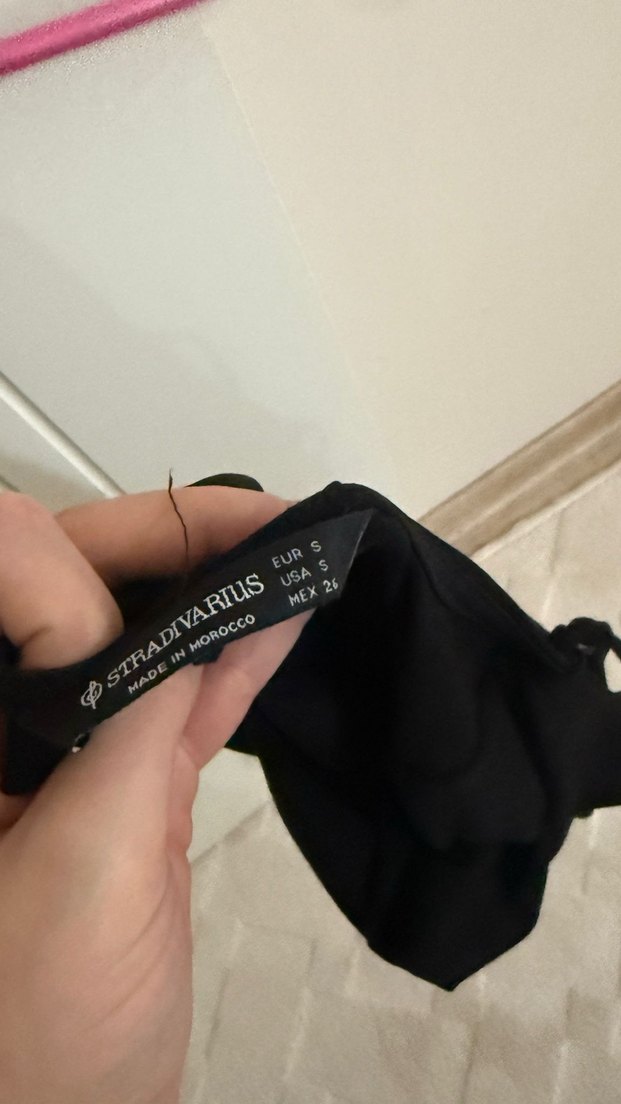 STRADIVARIUS
MADE IN MOROCCO
EUR S
USA S
MEX 26